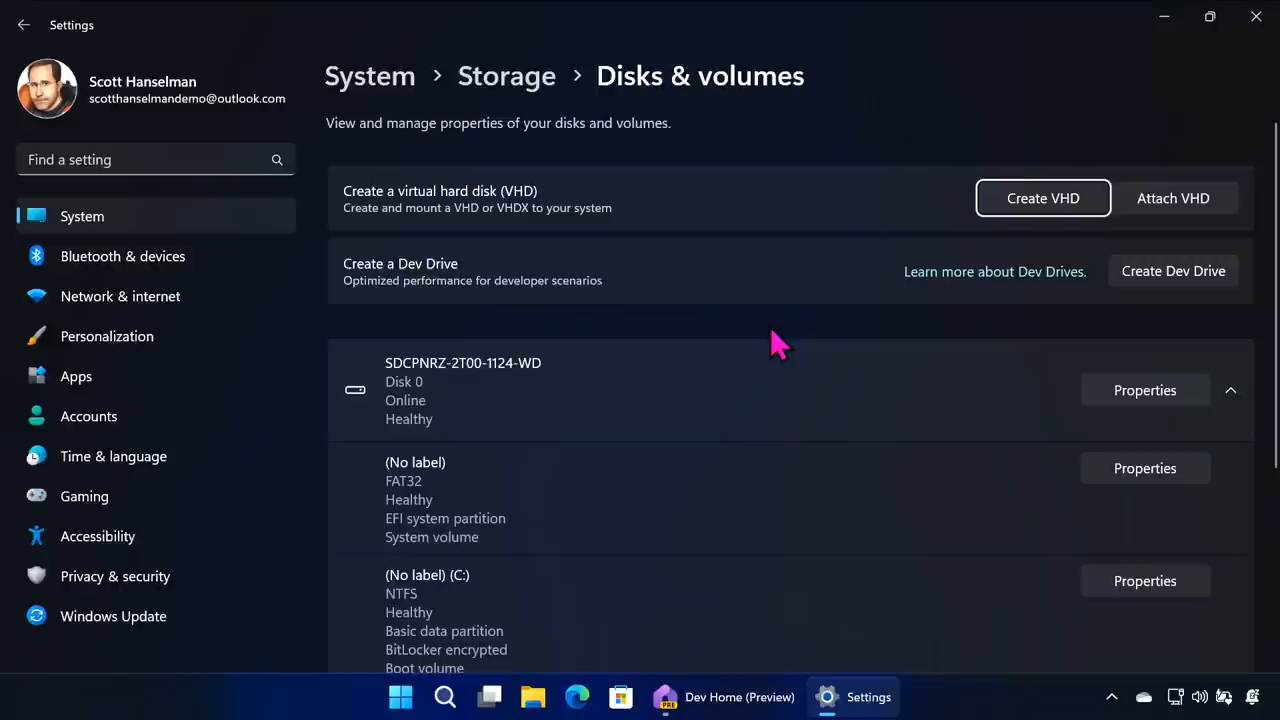 Settings
Scott Hanselman
scotthanselmandemo@outlook.com
Find a setting
System
Bluetooth & devices
Network & internet
Personalization
Apps
Accounts
Time & language
Gaming
Accessibility
Privacy & security
Windows Update
System > Storage > Disks & volumes
View and manage properties of your disks and volumes.
Create a virtual hard disk (VHD)
Create and mount a VHD or VHDX to your system
Create VHD
Attach VHD
Create a Dev Drive
Optimized performance for developer scenarios
Learn more about Dev Drives.
Create Dev Drive
SDCPNRZ-2T00-1124-WD
Disk 0
Online
Healthy
Properties
(No label)
FAT32
Healthy
EFI system partition
System volume
Properties
(No label) (C:)
NTFS
Healthy
Basic data partition
BitLocker encrypted
Boot volume
Properties
PRE
Dev Home (Preview)
Settings